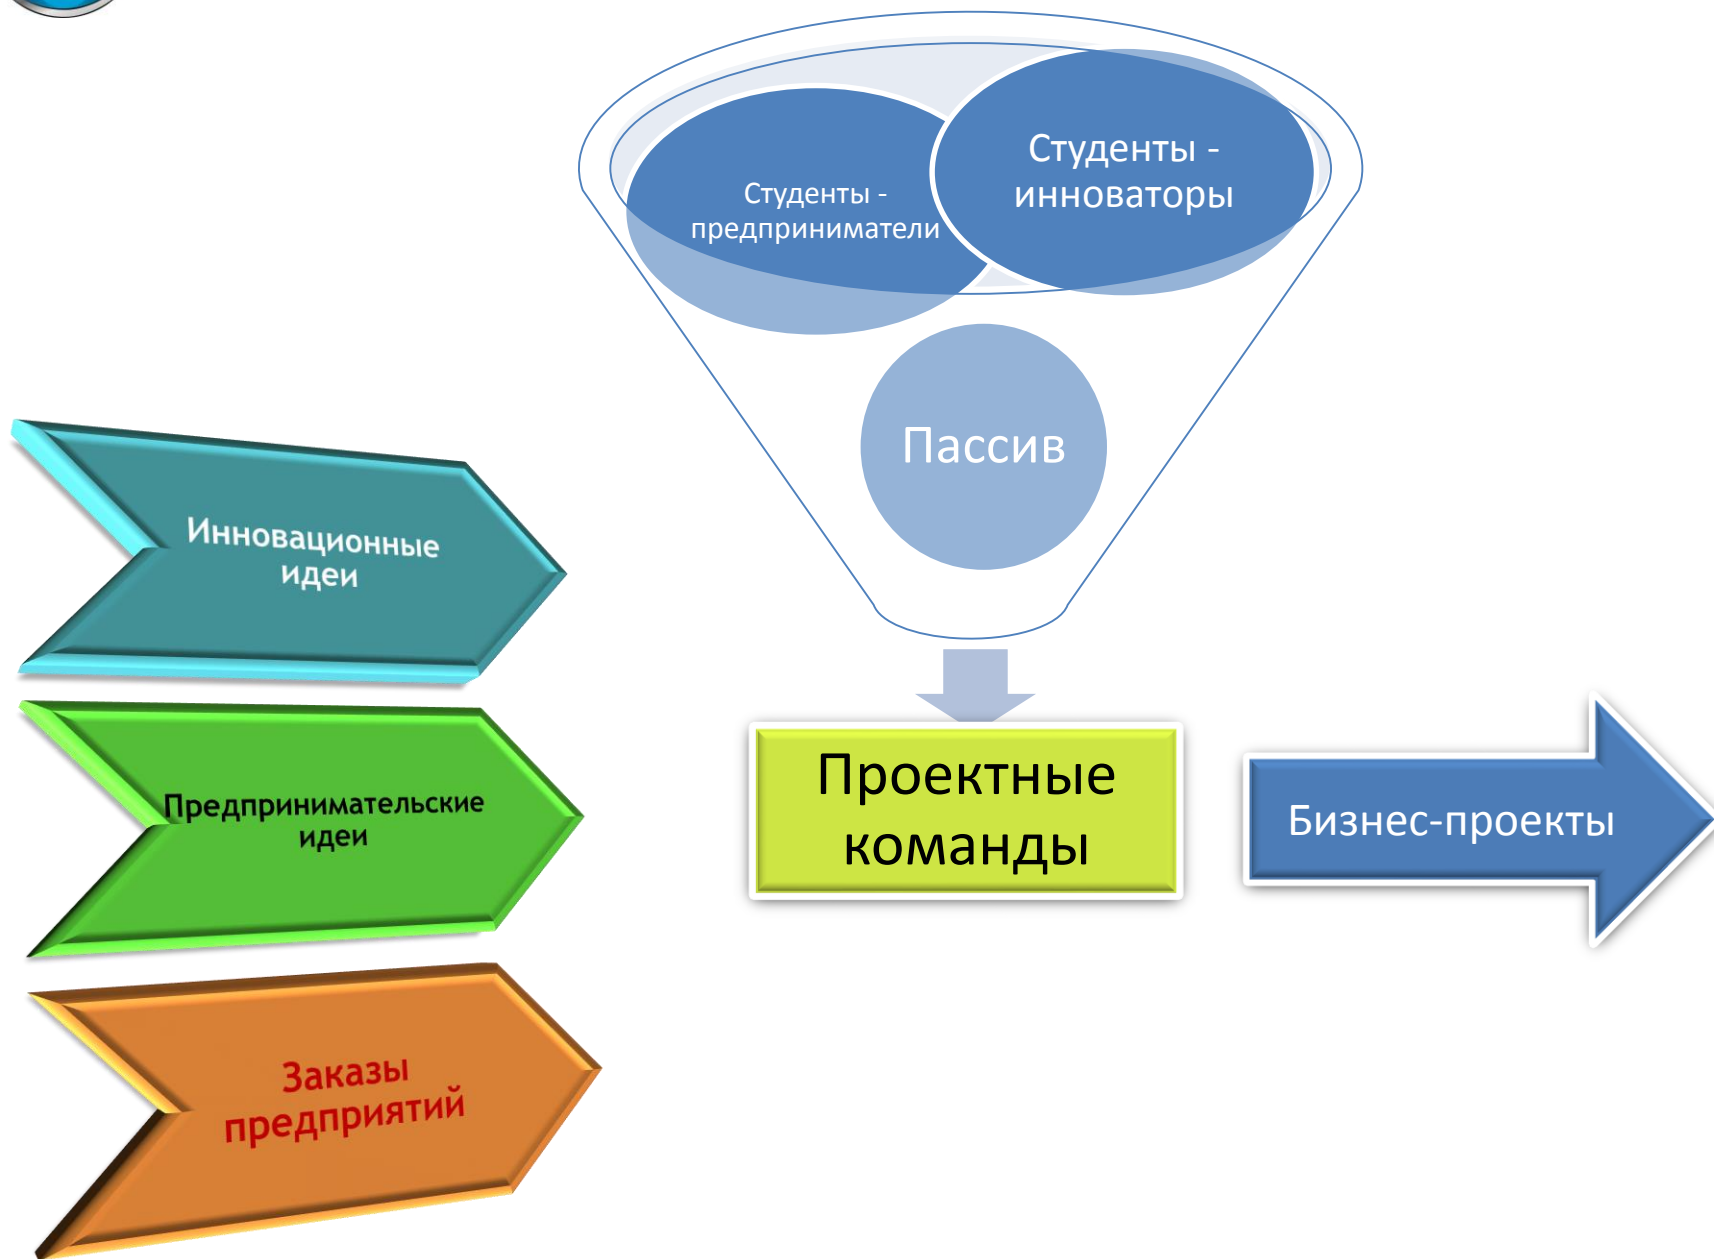 Студенты -
предприниматели
Студенты -
инноваторы
Пассив
Инновационные
идеи
Предпринимательские
идеи
Заказы
предприятий
Проектные
команды
Бизнес-проекты